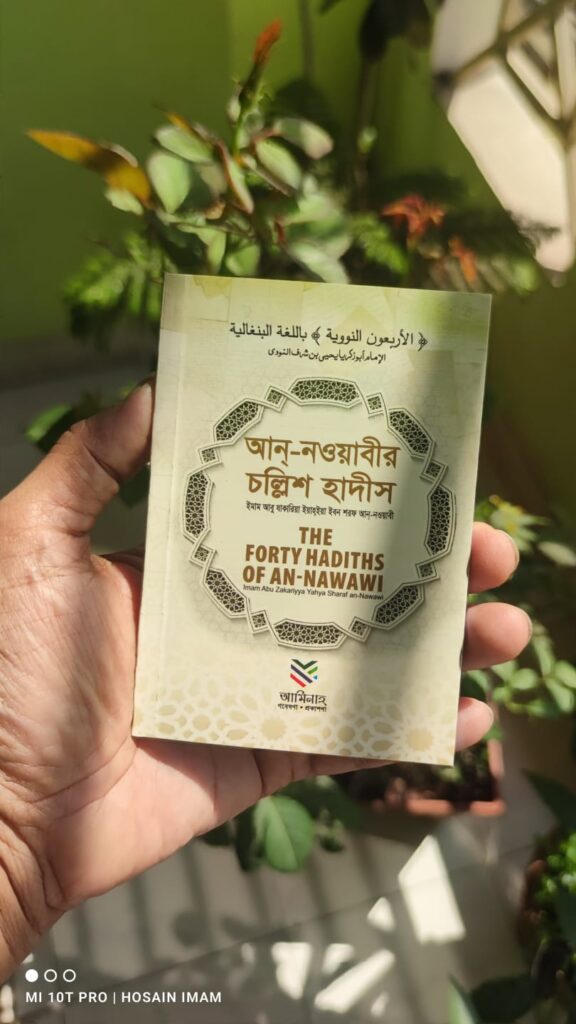 ﴿ الأربعون النووية ﴾ باللغة البنغالية
الإمام أبو زكريا يحيى بن شرف النووي
আন্-নওয়াবীর
চল্লিশ হাদীস
ইমাম আবু যাকারিয়া ইয়াহ্ইয়া ইবন শরফ আন্-নওয়াবী
THE
FORTY HADITHS
OF AN-NAWAWI
Imam Abu Zakariyya Yahya Sharaf an-Nawawi
আমিনাহ্
গবেষণা • প্রকাশনা
MI 10T PRO | HOSAIN IMAM